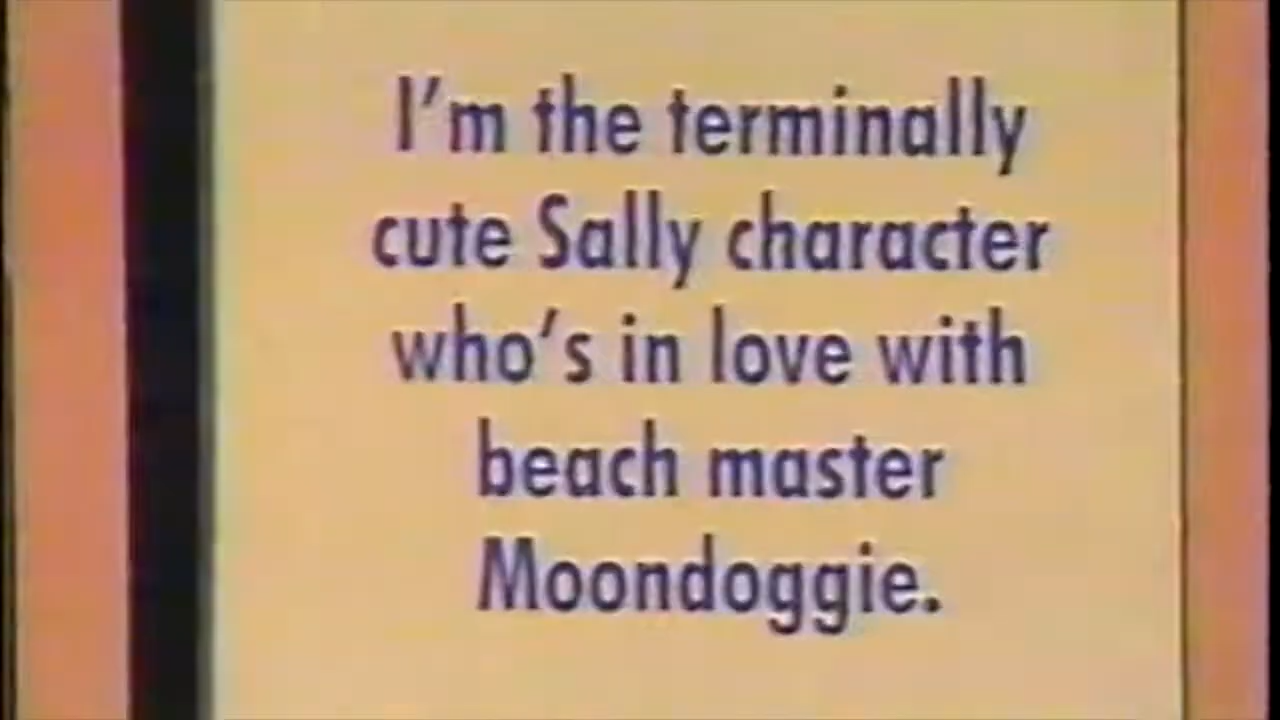 I'm the terminally
cute Sally character
who's in love with
beach master
Moondoggie.